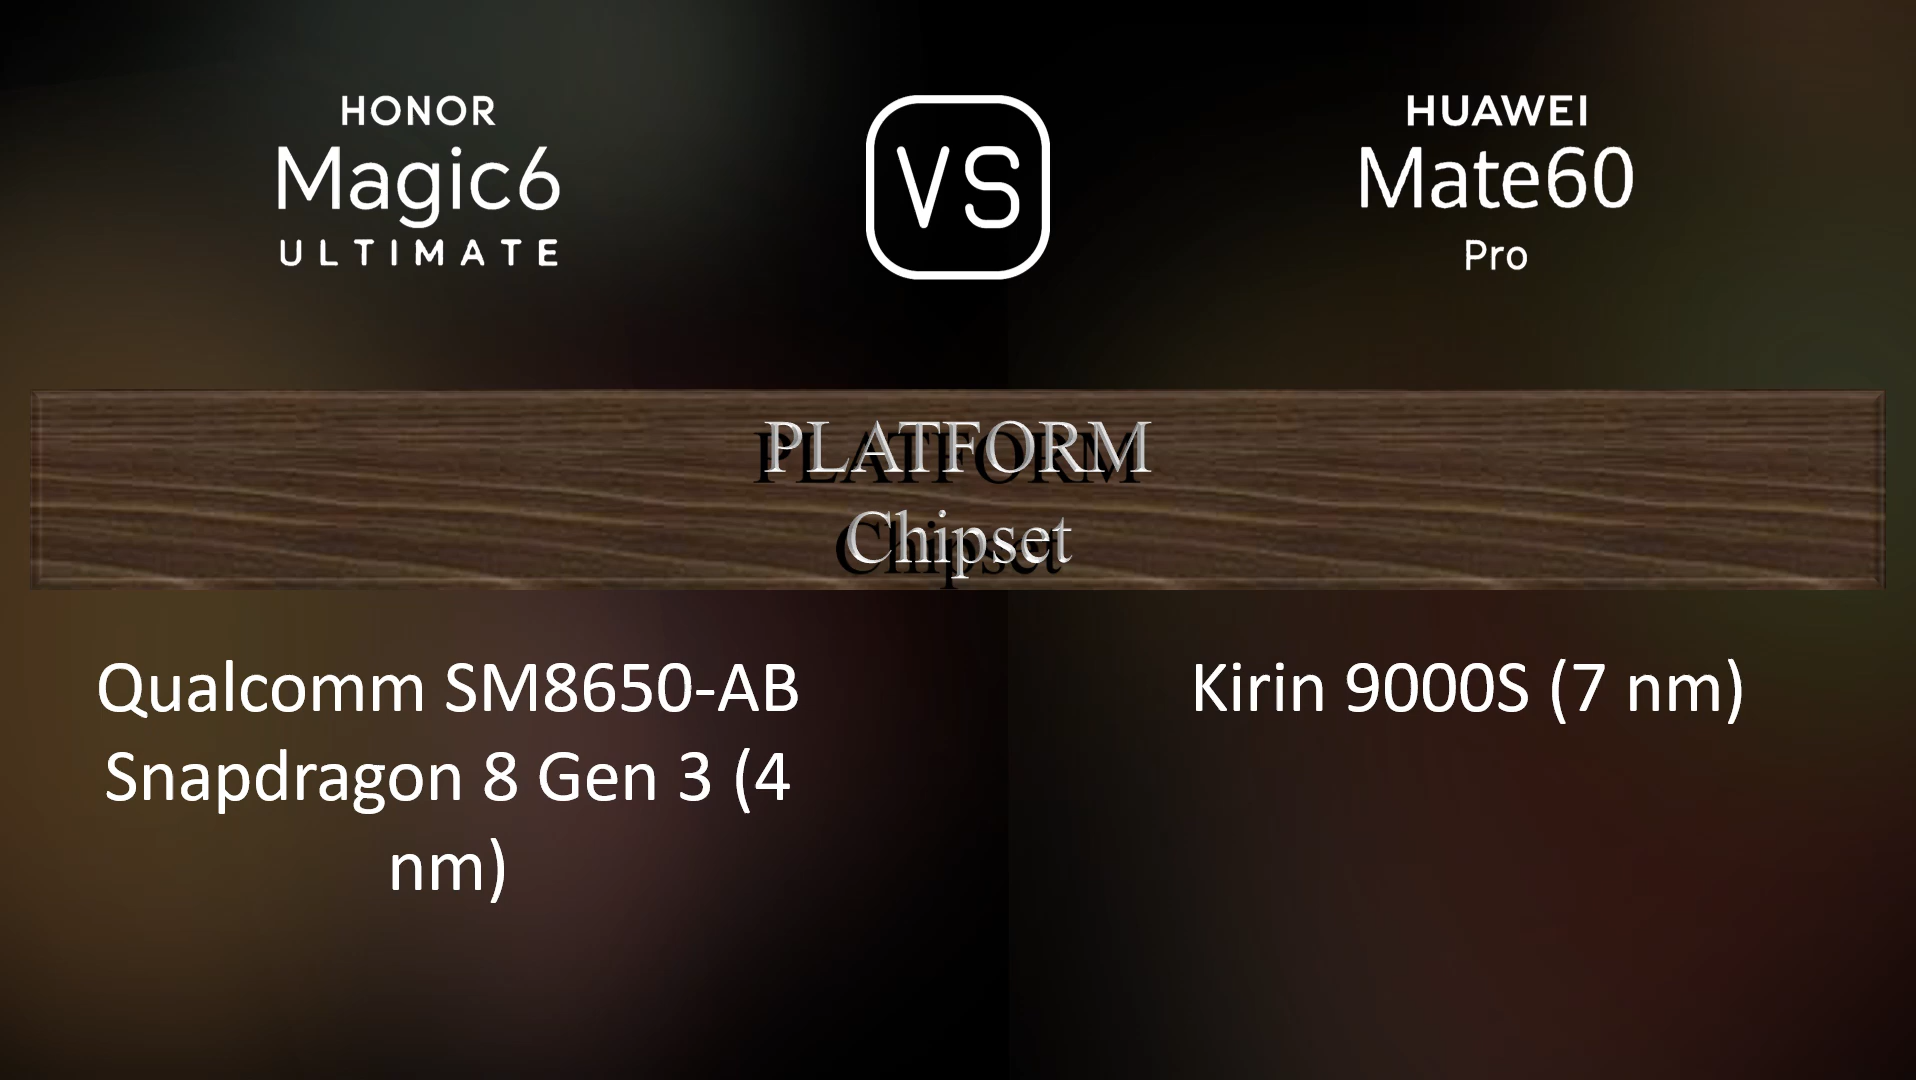 HONOR
Magic6
ULTIMATE
VS
HUAWEI
Mate60
Pro
PLATFORM
Chipset
Qualcomm SM8650-AB
Snapdragon 8 Gen 3 (4
nm)
Kirin 9000S (7 nm)